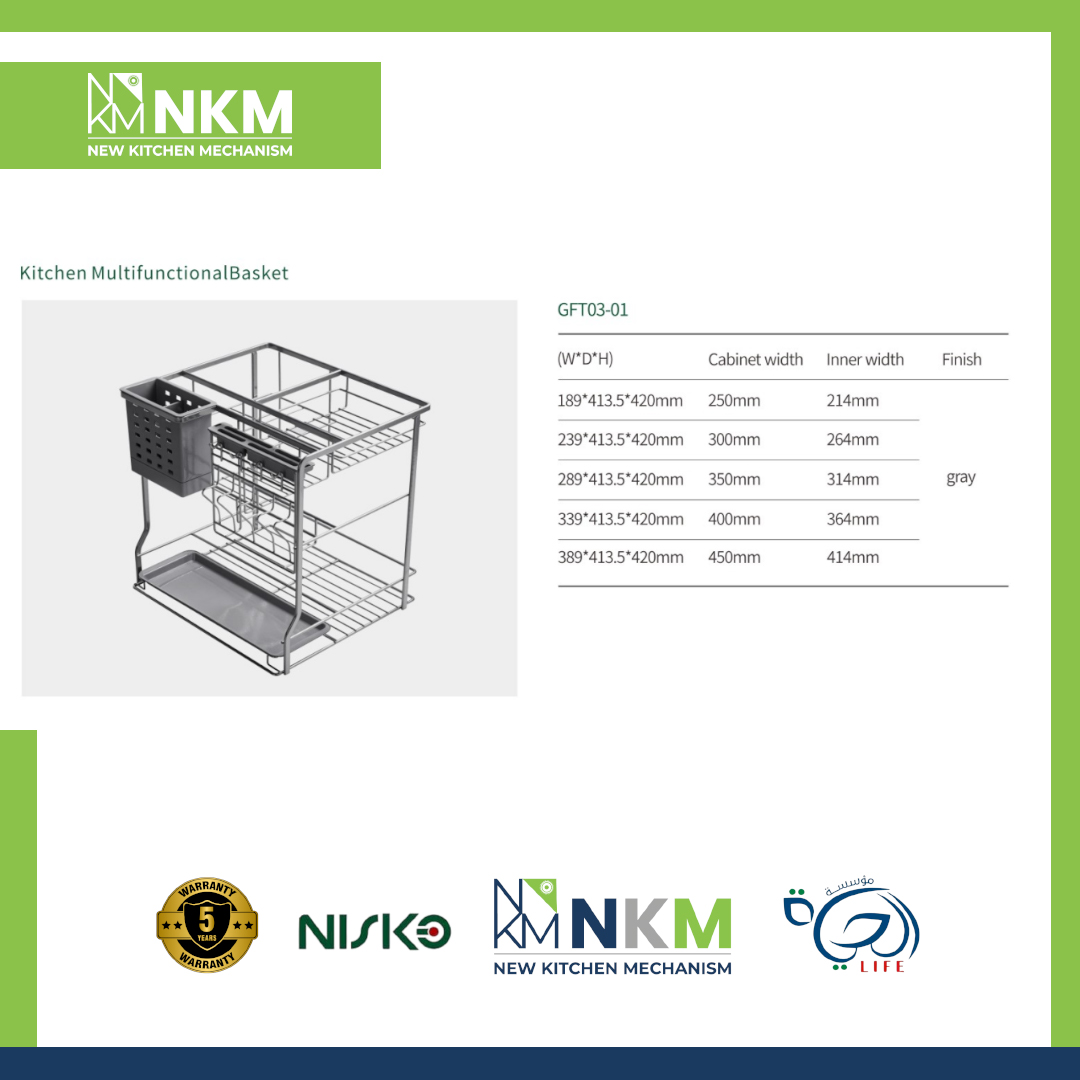 NKM
NEW KITCHEN MECHANISM
Kitchen MultifunctionalBasket
GFT03-01
(W*D*H) Cabinet width Inner width Finish
189*413.5*420mm 250mm 214mm
239*413.5*420mm 300mm 264mm
289*413.5*420mm 350mm 314mm gray
339*413.5*420mm 400mm 364mm
389*413.5*420mm 450mm 414mm
WARRANTY
5
YEARS
WARRANTY
NISKO
NKM
NEW KITCHEN MECHANISM
مؤسسة
LIFE